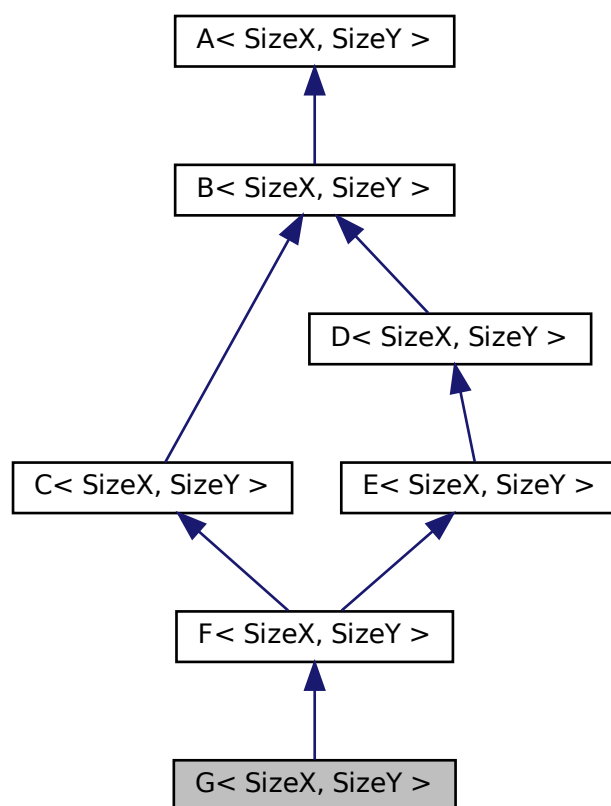 A< SizeX, SizeY >
B< SizeX, SizeY >
D< SizeX, SizeY >
C< SizeX, SizeY >
E< SizeX, SizeY >
F< SizeX, SizeY >
G< SizeX, SizeY >